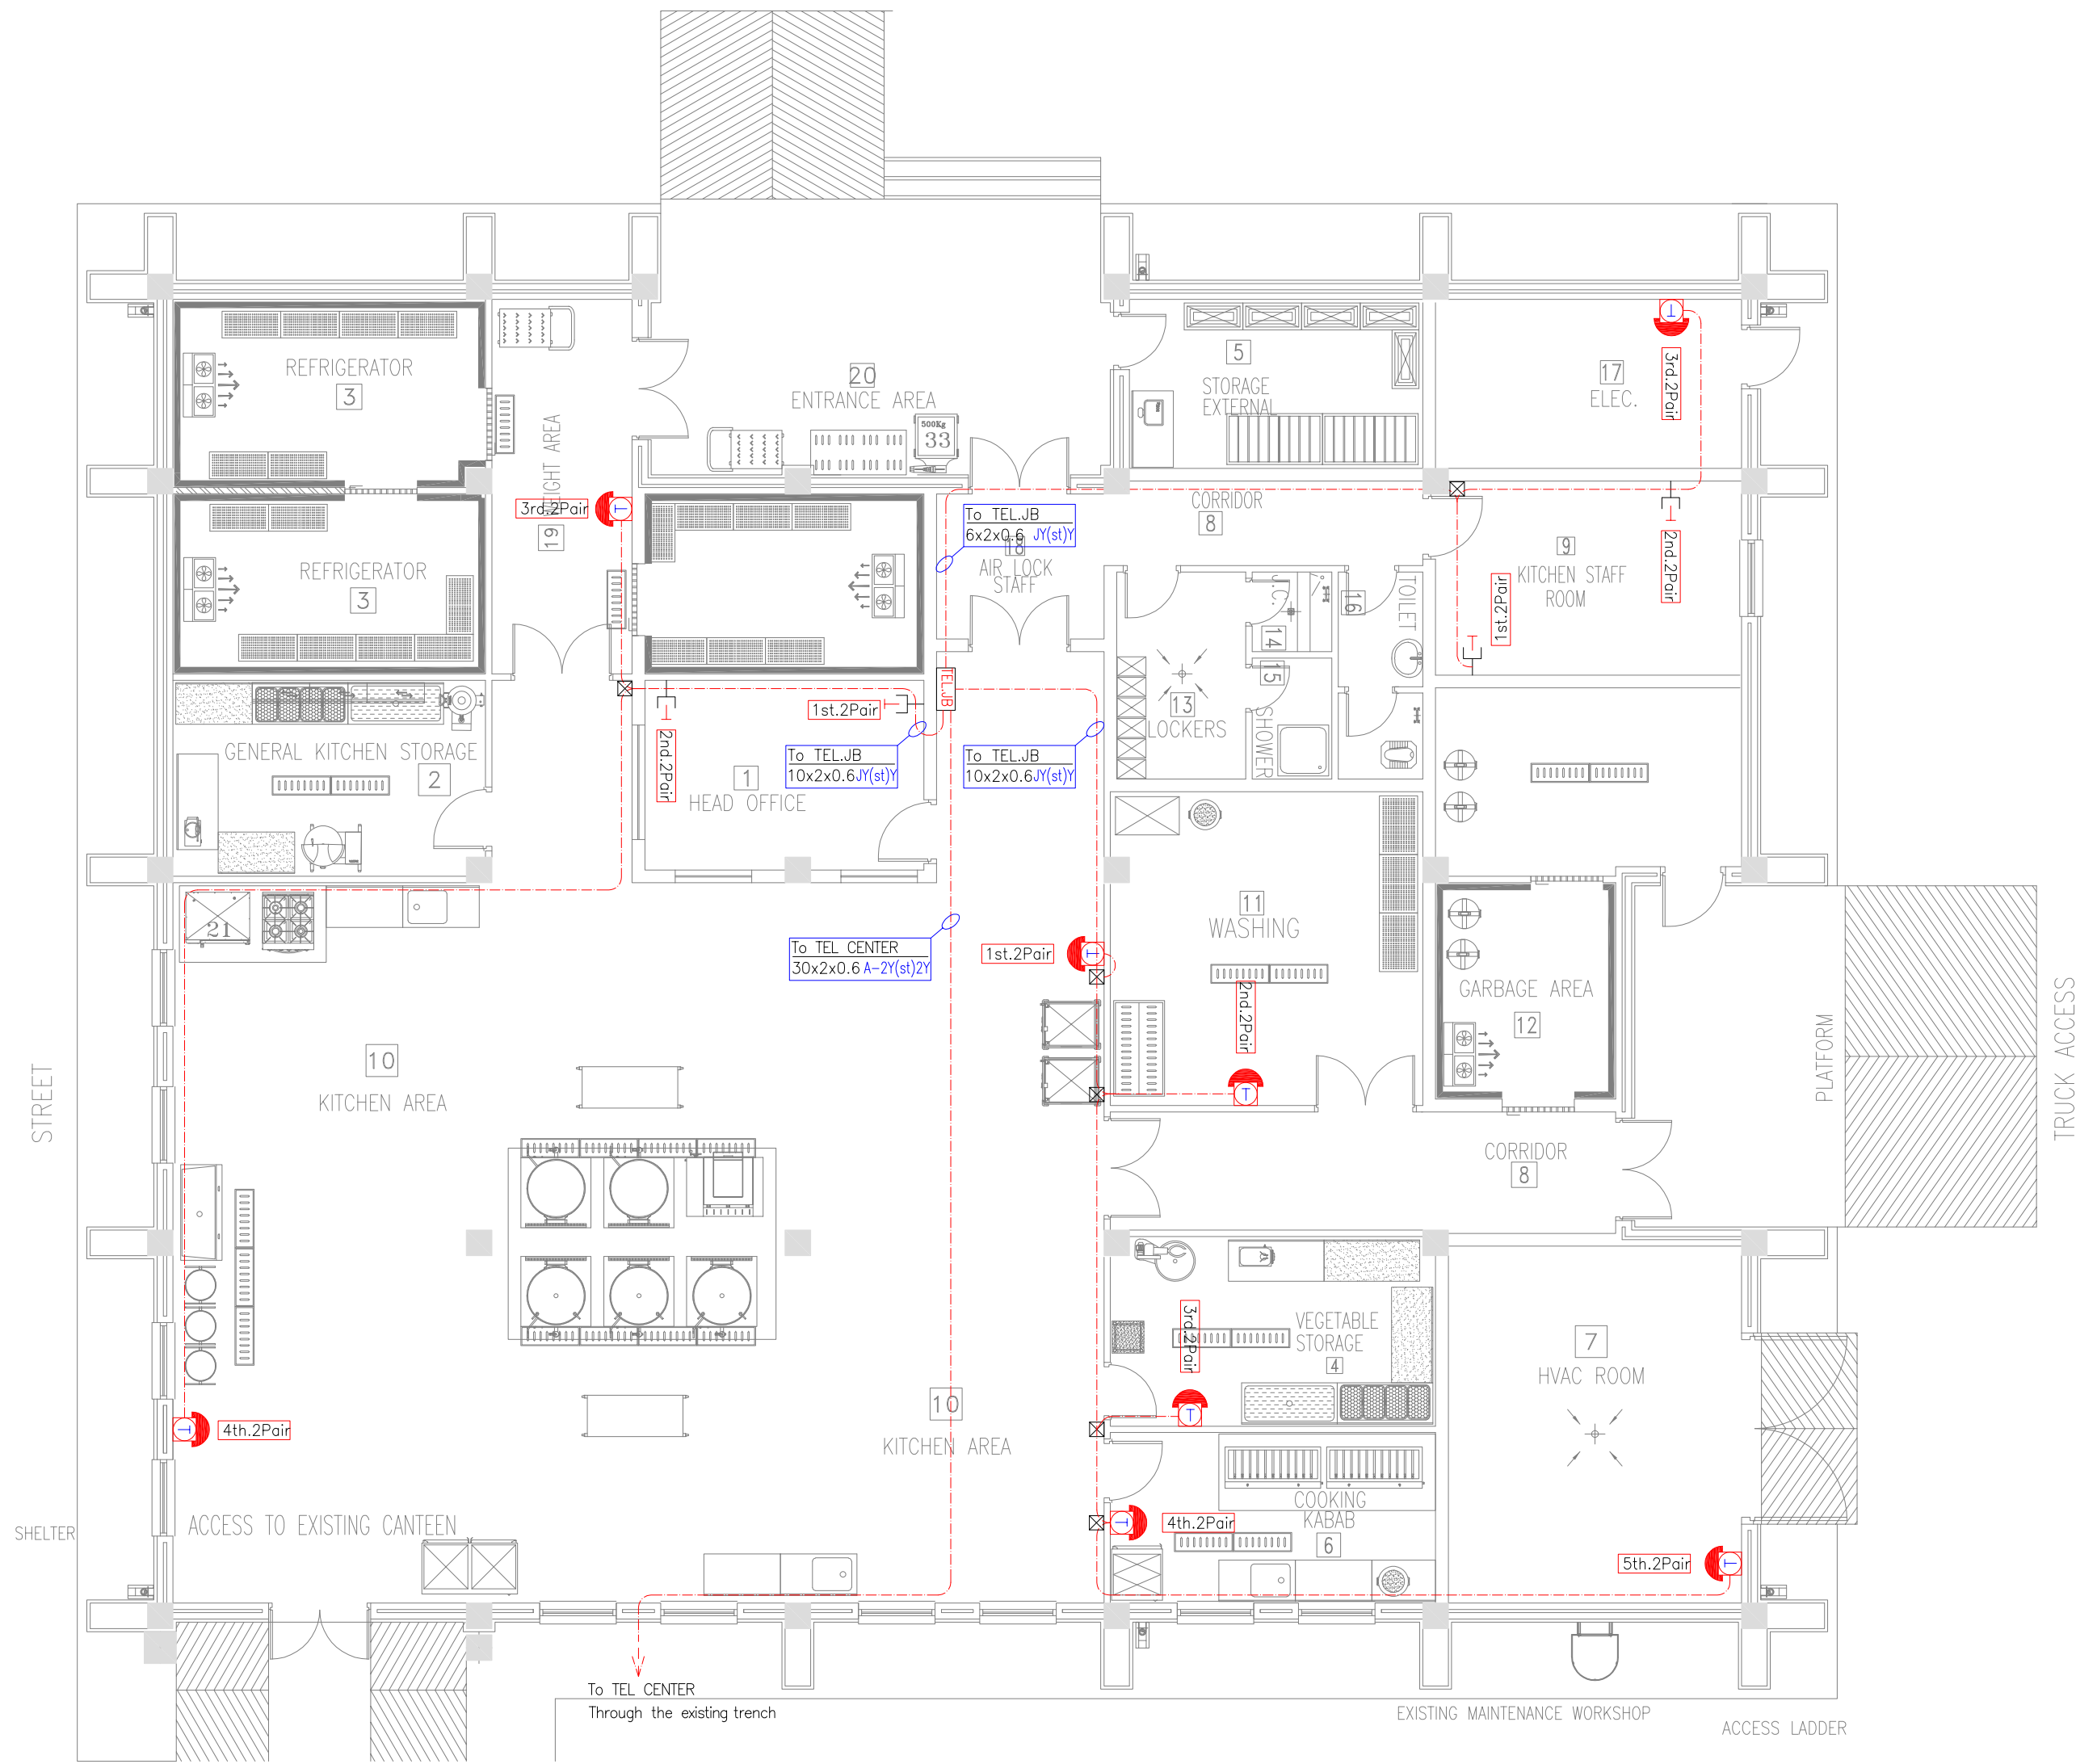 REFRIGERATOR
3
20
ENTRANCE AREA
500Kg
33
5
STORAGE
EXTERNAL
17
ELEC.
3rd.2Pair
19
WEIGHT AREA
3rd.2Pair
REFRIGERATOR
3
To TEL.JB
6x2x0.6 JY(st)Y
18
AIR LOCK
STAFF
CORRIDOR
8
9
KITCHEN STAFF
ROOM
2nd.2Pair
1st.2Pair
16
TOILET
14
15
SHOWER
13
LOCKERS
TEL.JB
1st.2Pair
2nd.2Pair
GENERAL KITCHEN STORAGE
2
1
HEAD OFFICE
To TEL.JB
10x2x0.6JY(st)Y
To TEL.JB
10x2x0.6JY(st)Y
21
To TEL CENTER
30x2x0.6 A-2Y(st)2Y
1st.2Pair
11
WASHING
2nd.2Pair
GARBAGE AREA
12
PLATFORM
TRUCK ACCESS
STREET
10
KITCHEN AREA
CORRIDOR
8
3rd.2Pair
VEGETABLE
STORAGE
4
7
HVAC ROOM
10
KITCHEN AREA
4th.2Pair
COOKING
KABAB
6
4th.2Pair
5th.2Pair
SHELTER
ACCESS TO EXISTING CANTEEN
To TEL CENTER
Through the existing trench
EXISTING MAINTENANCE WORKSHOP
ACCESS LADDER
T
T
T
T
T
T
T
T